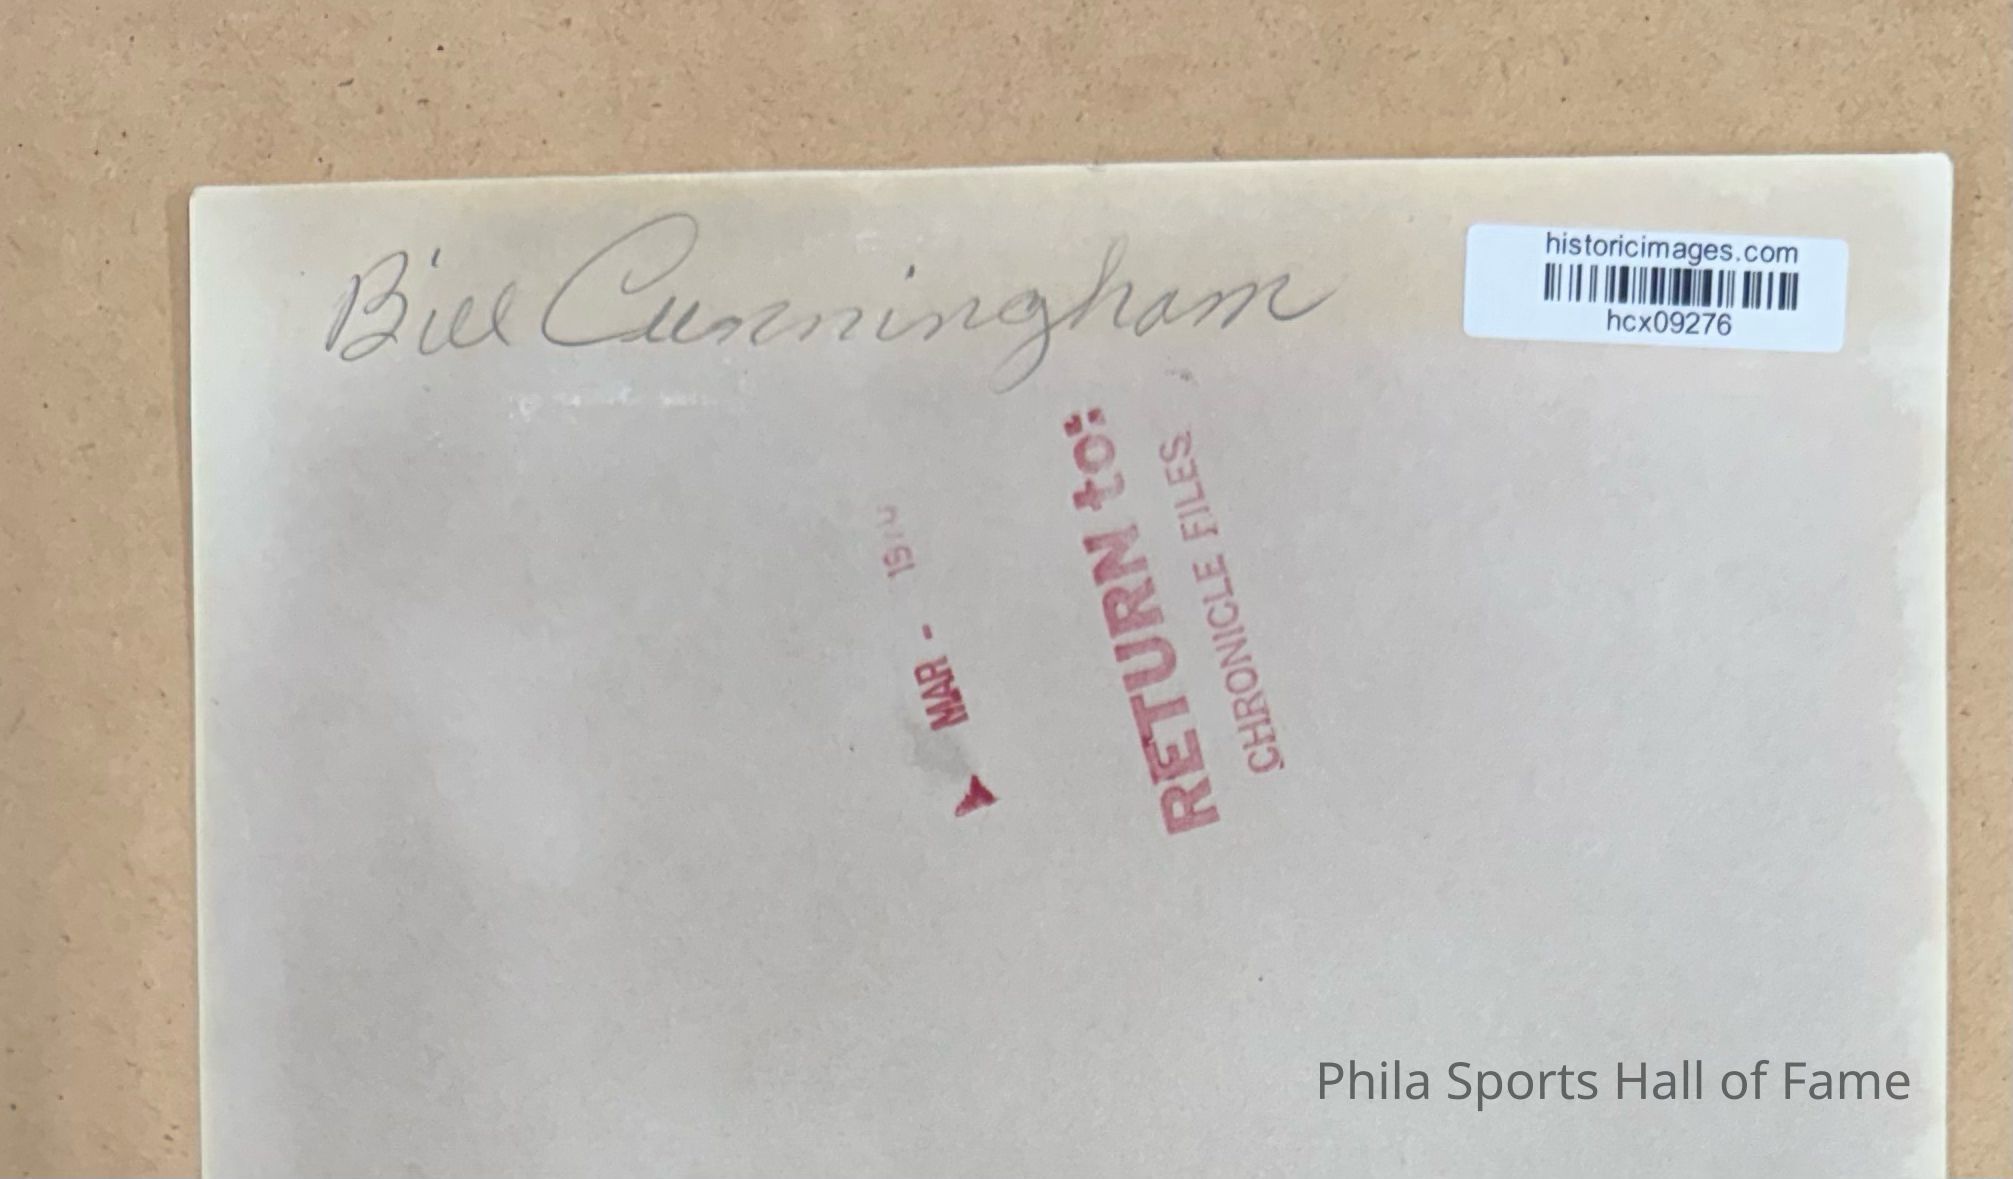 Bill Cunningham
historicimages.com
hcx09276
RETURN to:
CHRONICLE FILES
MAR -
Phila Sports Hall of Fame